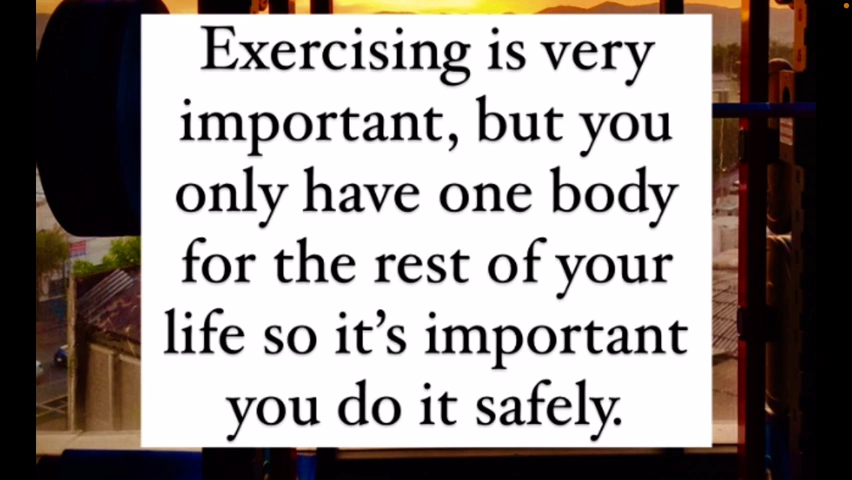 Exercising is very
important, but you
only have one body
for the rest of your
life so it’s important
you do it safely.